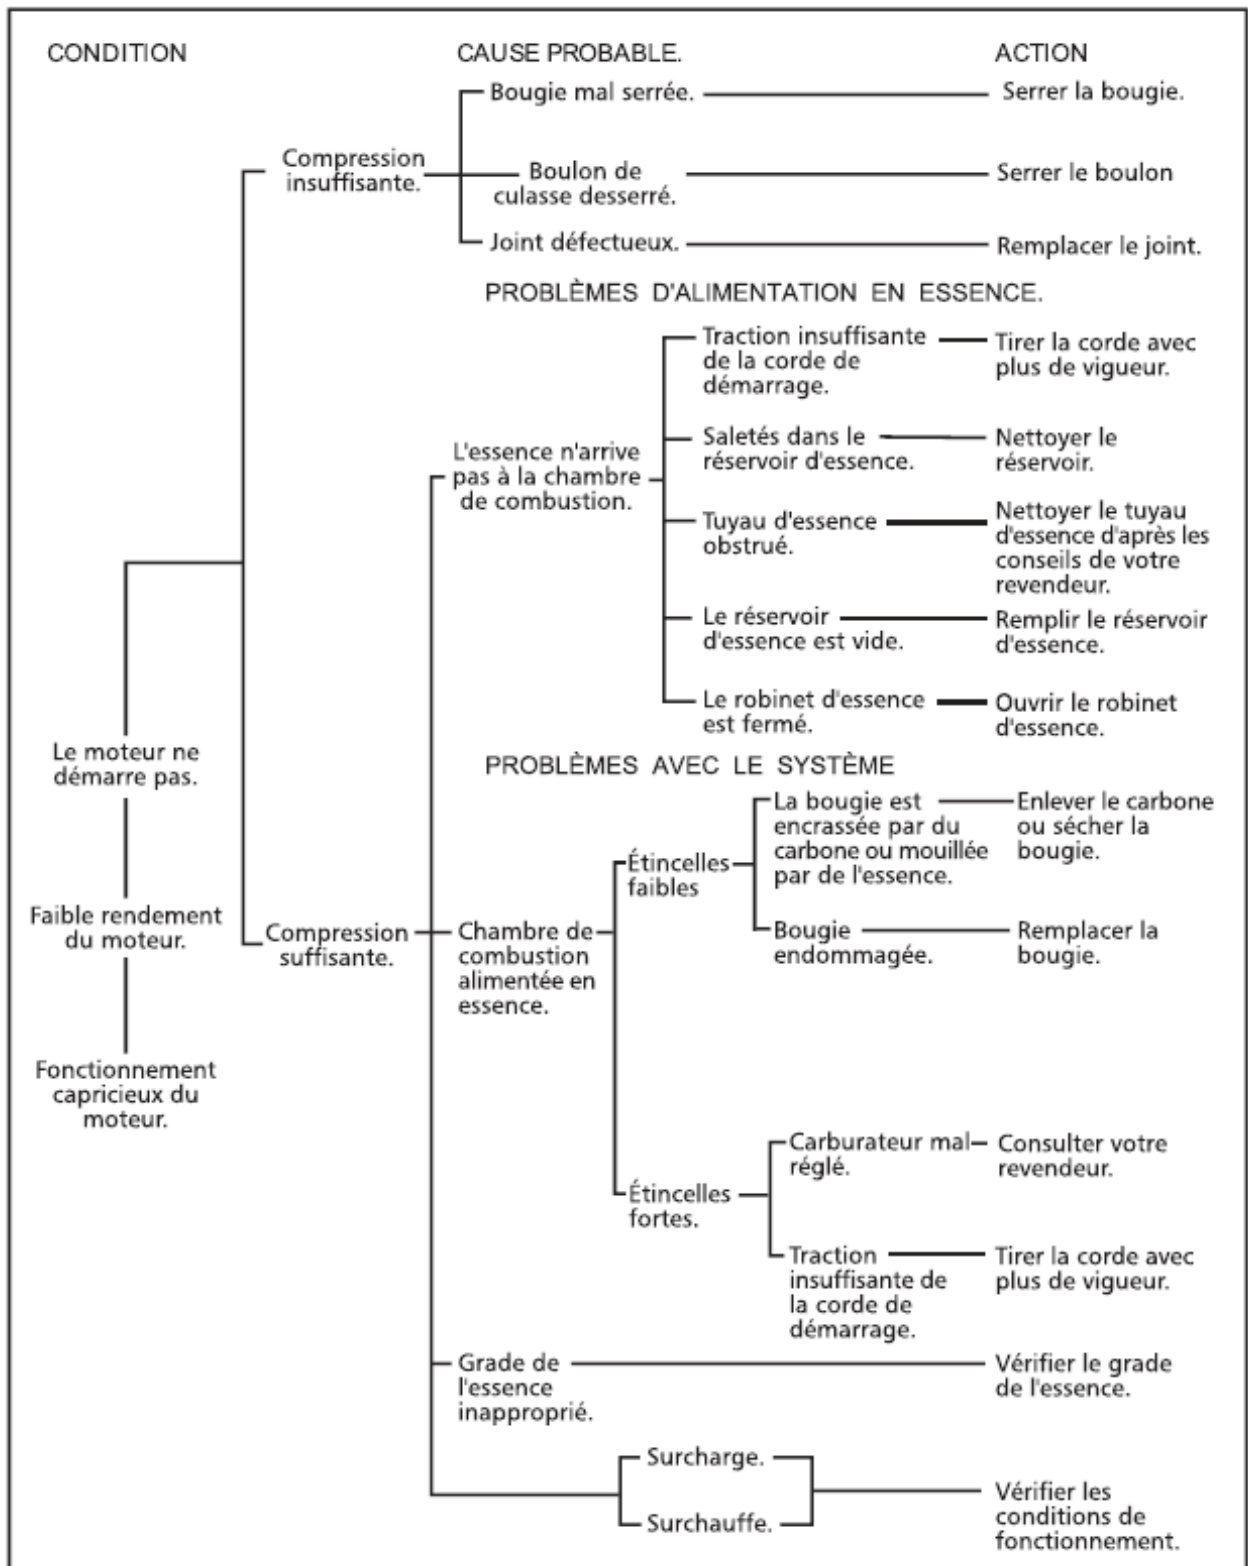 CONDITION
CAUSE PROBABLE.
ACTION
Bougie mal serrée.
Serrer la bougie.
Compression
insuffisante.
Boulon de
culasse desserré.
Serrer le boulon
Joint défectueux.
Remplacer le joint.
PROBLÈMES D'ALIMENTATION EN ESSENCE.
Traction insuffisante
de la corde de
démarrage.
Tirer la corde avec
plus de vigueur.
L'essence n'arrive
pas à la chambre
de combustion.
Saletés dans le
réservoir d'essence.
Nettoyer le
réservoir.
Tuyau d'essence
obstrué.
Nettoyer le tuyau
d'essence d'après les
conseils de votre
revendeur.
Le réservoir
d'essence est vide.
Remplir le réservoir
d'essence.
Le robinet d'essence
est fermé.
Ouvrir le robinet
d'essence.
Le moteur ne
démarre pas.
PROBLÈMES AVEC LE SYSTÈME
La bougie est
encrassée par du
carbone ou mouillée
par de l'essence.
Enlever le carbone
ou sécher la
bougie.
Étincelles
faibles
Faible rendement
du moteur.
Compression
suffisante.
Chambre de
combustion
alimentée en
essence.
Bougie
endommagée.
Remplacer la
bougie.
Fonctionnement
capricieux du
moteur.
Carburateur mal
réglé.
Consulter votre
revendeur.
Étincelles
fortes.
Traction
insuffisante de
la corde de
démarrage.
Tirer la corde avec
plus de vigueur.
Grade de
l'essence
inapproprié.
Vérifier le grade
de l'essence.
Surcharge.
Surchauffe.
Vérifier les
conditions de
fonctionnement.